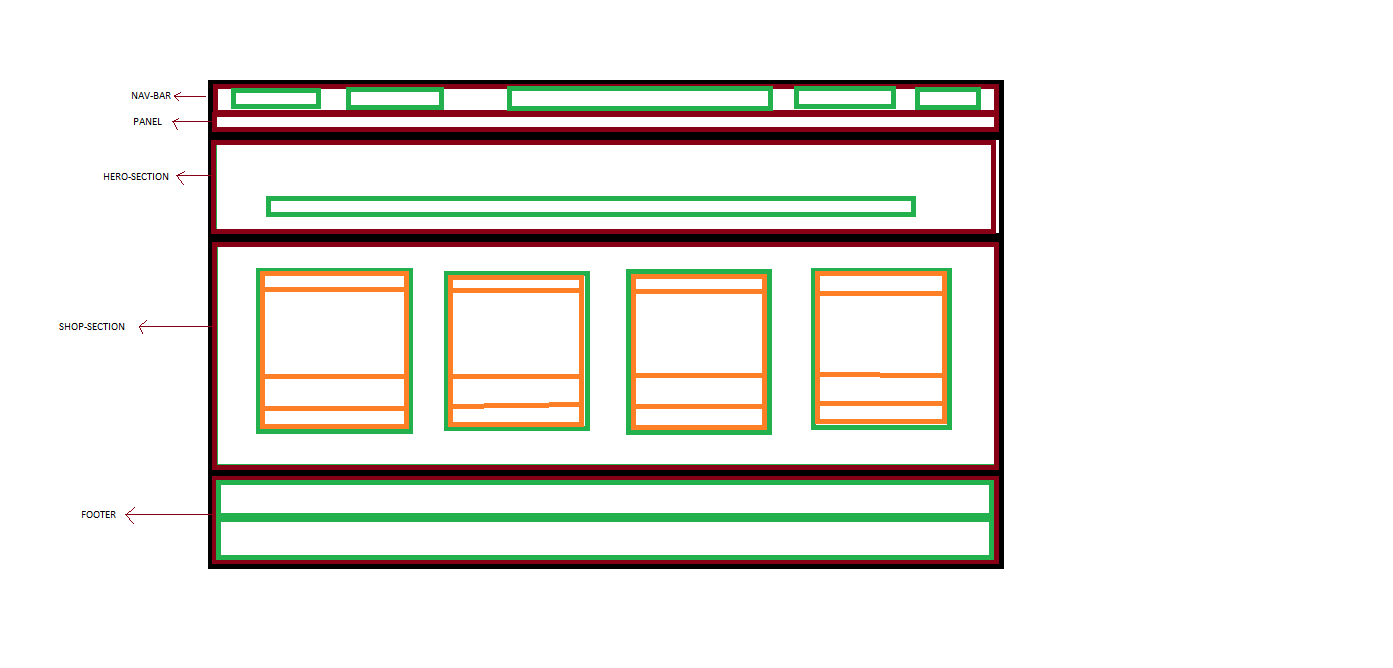 NAV-BAR
PANEL
HERO-SECTION
SHOP-SECTION
FOOTER